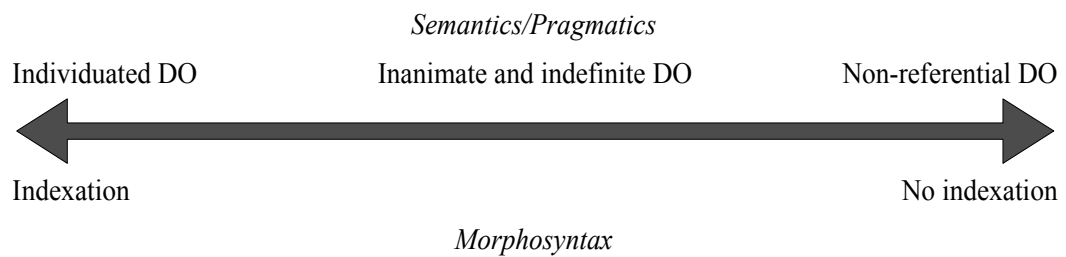 Semantics/Pragmatics
Individuated DO Inanimate and indefinite DO Non-referential DO
Indexation No indexation
Morphosyntax